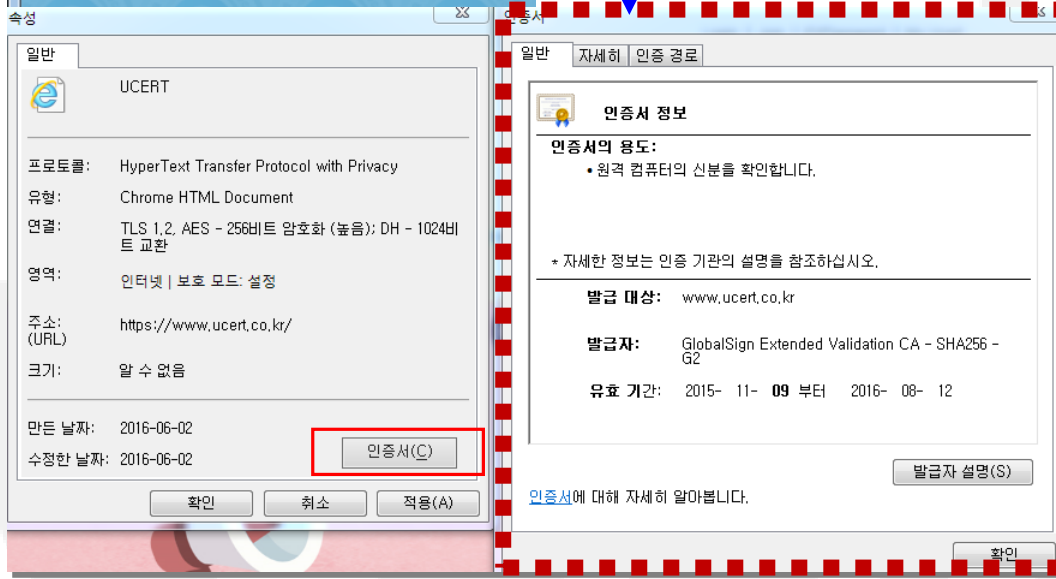 속성
일반
UCERT
프로토콜: HyperText Transfer Protocol with Privacy
유형: Chrome HTML Document
연결: TLS 1.2, AES - 256비트 암호화 (높음); DH - 1024비
트 교환
영역: 인터넷 | 보호 모드: 설정
주소: https://www.ucert.co.kr/
(URL)
크기: 알 수 없음
만든 날짜: 2016-06-02
수정한 날짜: 2016-06-02
인증서(C)
확인 취소 적용(A)
인증서
일반 자세히 인증 경로
인증서 정보
인증서의 용도:
• 원격 컴퓨터의 신분을 확인합니다.
* 자세한 정보는 인증 기관의 설명을 참조하십시오.
발급 대상: www.ucert.co.kr
발급자: GlobalSign Extended Validation CA - SHA256 -
G2
유효 기간: 2015- 11- 09 부터 2016- 08- 12
발급자 설명(S)
인증서에 대해 자세히 알아봅니다.
확인